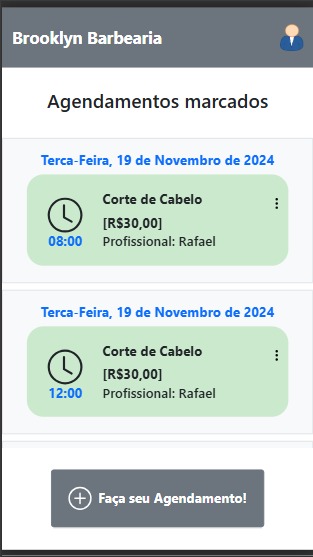 Brooklyn Barbearia
Agendamentos marcados
Terca-Feira, 19 de Novembro de 2024
Corte de Cabelo
[R$30,00]
08:00
Profissional: Rafael
Terca-Feira, 19 de Novembro de 2024
Corte de Cabelo
[R$30,00]
12:00
Profissional: Rafael
Faça seu Agendamento!